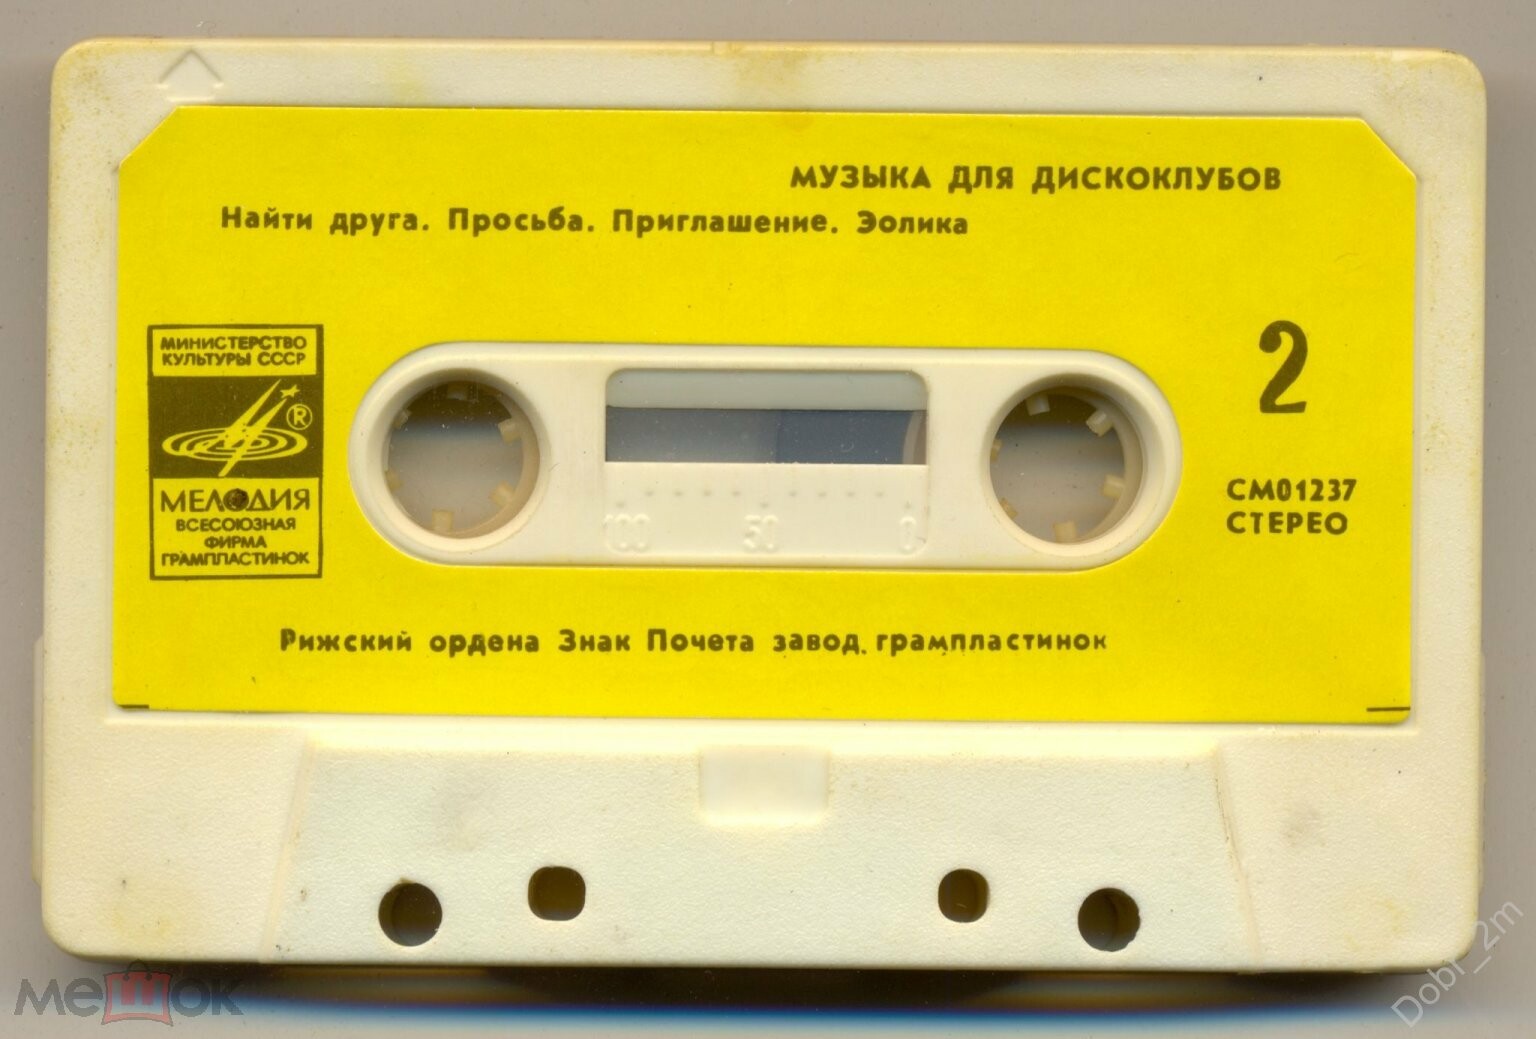 МУЗЫКА ДЛЯ ДИСКОКЛУБОВ
Найти друга. Просьба. Приглашение. Эолика
МИНИСТЕРСТВО
КУЛЬТУРЫ СССР
®
МЕЛОДИЯ
ВСЕСОЮЗНАЯ
ФИРМА
ГРАМПЛАСТИНОК
2
СМ01237
СТЕРЕО
100 50 0
Рижский ордена Знак Почета завод грампластинок
мешок
Dobr_2m